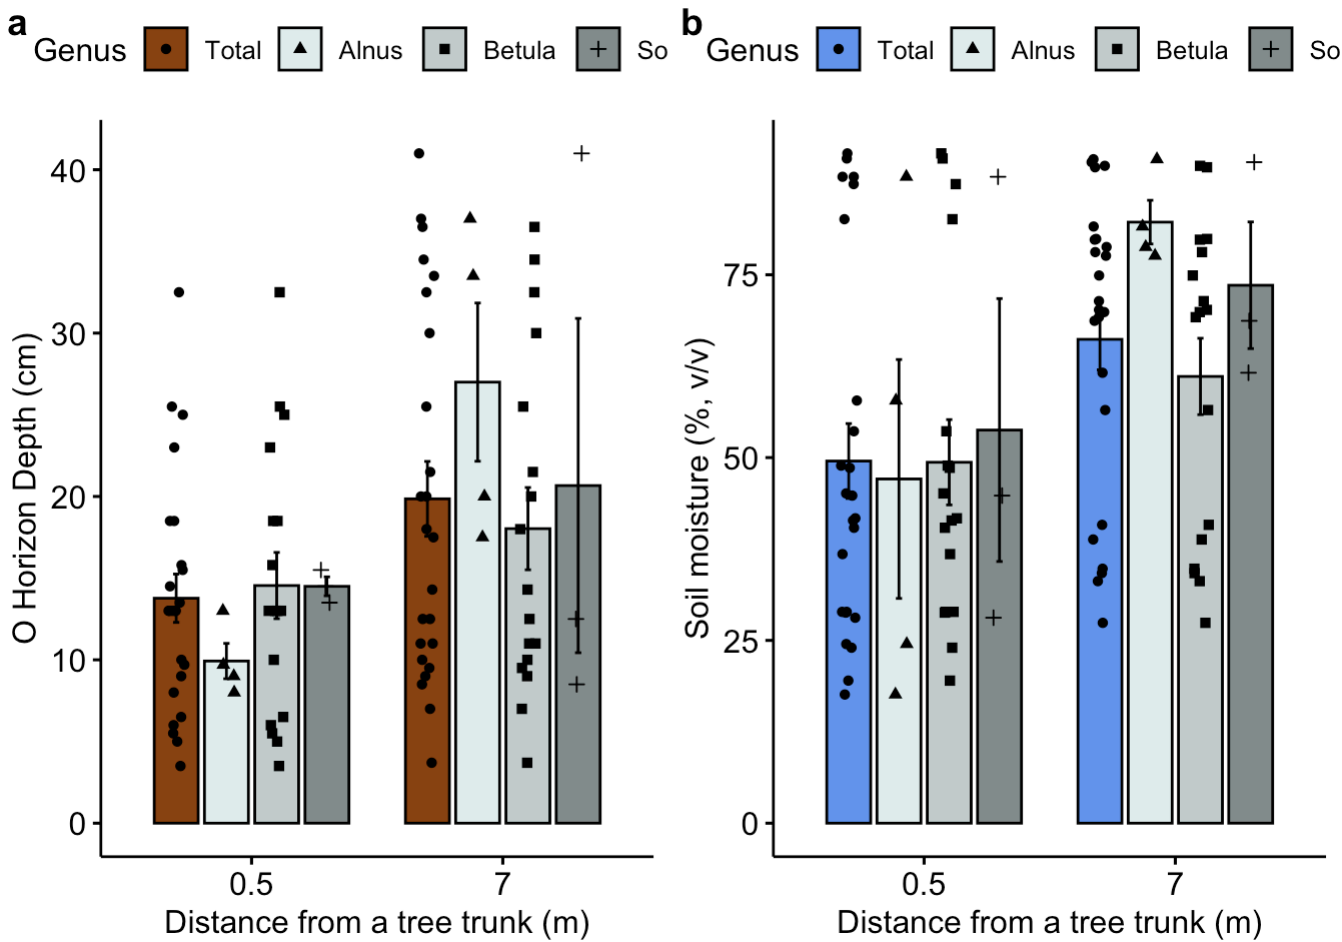 a
Genus Total Alnus Betula So
O Horizon Depth (cm)
40
30
20
10
0
0.5 7
Distance from a tree trunk (m)
b
Genus Total Alnus Betula So
Soil moisture (%, v/v)
75
50
25
0
0.5 7
Distance from a tree trunk (m)